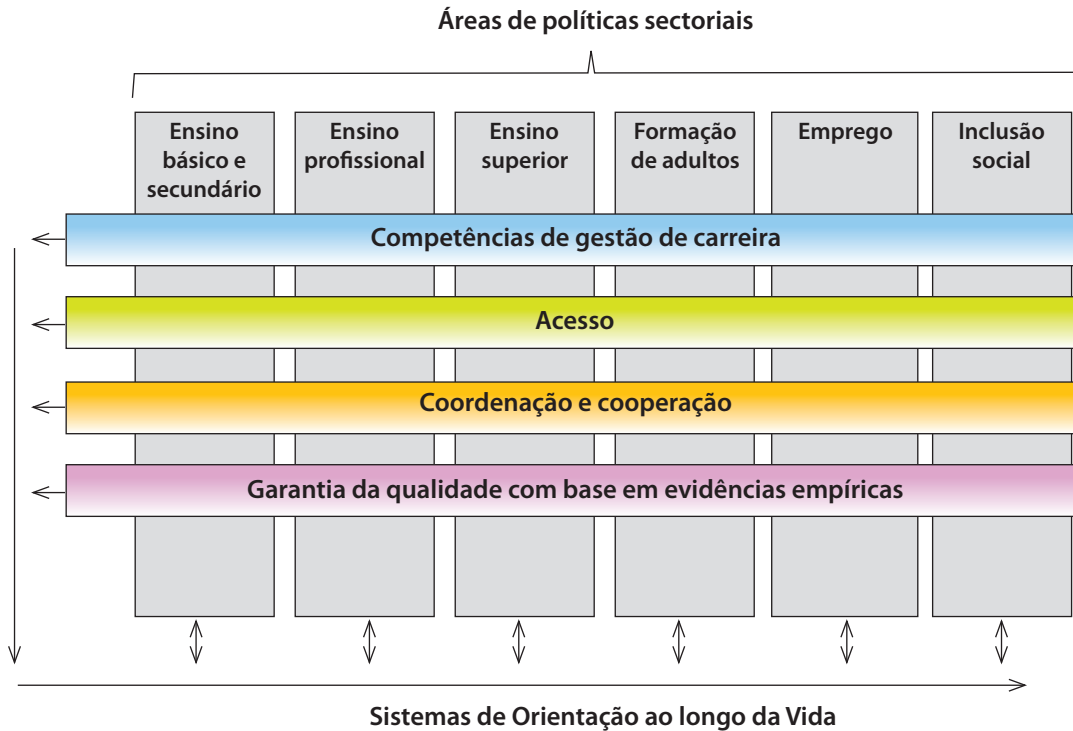 Áreas de políticas sectoriais
Ensino
básico e
secundário
Ensino
profissional
Ensino
superior
Formação
de adultos
Emprego
Inclusão
social
Competências de gestão de carreira
Acesso
Coordenação e cooperação
Garantia da qualidade com base em evidências empíricas
Sistemas de Orientação ao longo da Vida